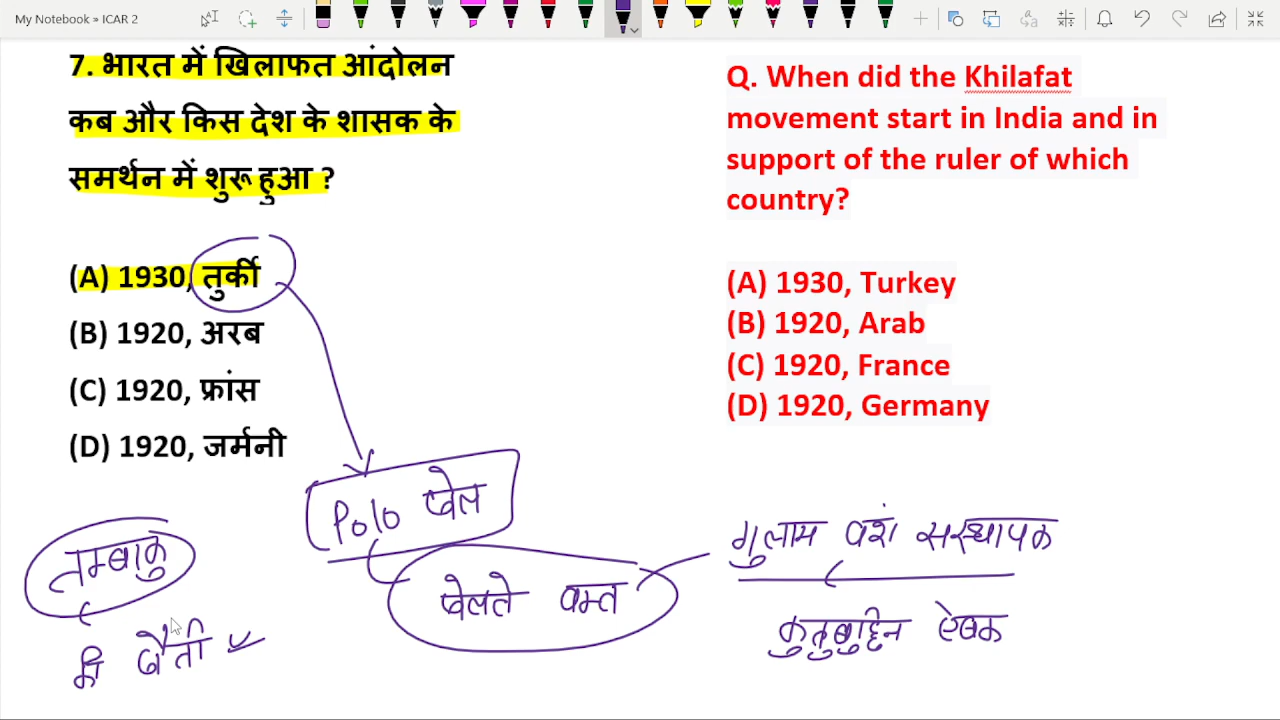 My Notebook » ICAR 2
7. भारत में खिलाफत आंदोलन
कब और किस देश के शासक के
समर्थन में शुरू हुआ ?
(A) 1930, तुर्की
(B) 1920, अरब
(C) 1920, फ्रांस
(D) 1920, जर्मनी
Q. When did the Khilafat
movement start in India and in
support of the ruler of which
country?
(A) 1930, Turkey
(B) 1920, Arab
(C) 1920, France
(D) 1920, Germany
Polo खेल
खेलते वक्त
गुलाम वंश संस्थापक
कुतुबुद्दिन ऐबक
तम्बाकु
की खेती